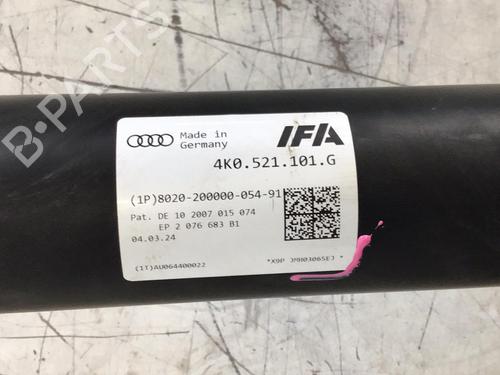 B-PARTS
Made in
Germany
IFA
4K0.521.101.G
(1P)8020-200000-054-91
Pat. DE 10 2007 015 074
EP 2 076 683 B1
04.03.24
(1T)AU064400022
*X9P JMH03065EJ *